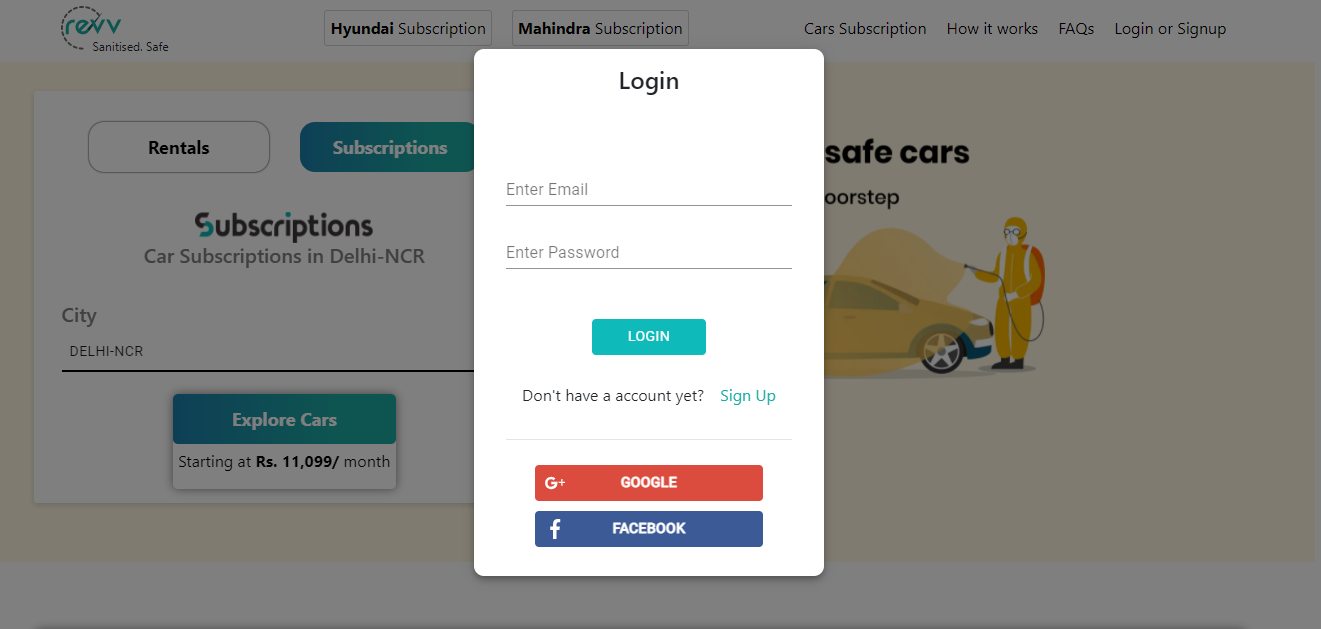 revv
Sanitised. Safe
Hyundai Subscription
Mahindra Subscription
Cars Subscription
How it works
FAQs
Login or Signup
Rentals
Subscriptions
Subscriptions
Car Subscriptions in Delhi-NCR
City
DELHI-NCR
Explore Cars
Starting at Rs. 11,099/ month
Login
Enter Email
Enter Password
LOGIN
Don't have a account yet? Sign Up
G+ GOOGLE
f FACEBOOK
safe cars
oorstep